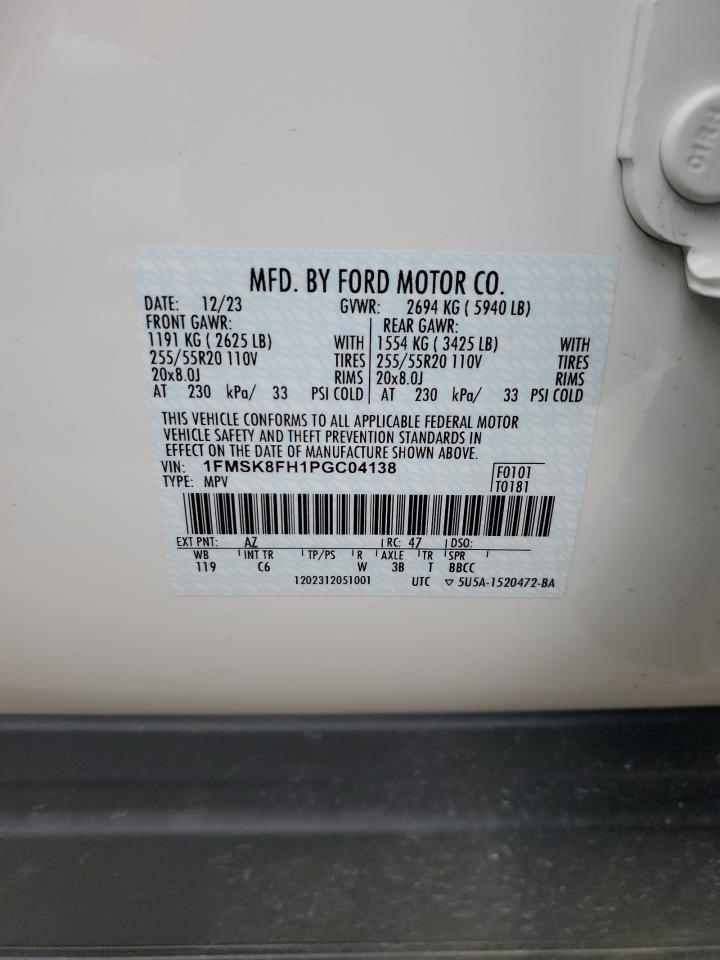 MFD. BY FORD MOTOR CO.
DATE: 12/23 GVWR: 2694 KG ( 5940 LB)
FRONT GAWR: REAR GAWR:
1191 KG ( 2625 LB) WITH 1554 KG ( 3425 LB) WITH
255/55R20 110V TIRES 255/55R20 110V TIRES
20x8.0J RIMS 20x8.0J RIMS
AT 230 kPa/ 33 PSI COLD AT 230 kPa/ 33 PSI COLD
THIS VEHICLE CONFORMS TO ALL APPLICABLE FEDERAL MOTOR
VEHICLE SAFETY AND THEFT PREVENTION STANDARDS IN
EFFECT ON THE DATE OF MANUFACTURE SHOWN ABOVE.
VIN: 1FMSK8FH1PGC04138 F0101
TYPE: MPV T0181
EXT PNT: AZ RC: 47 DSO:
WB INT TR TP/PS R AXLE TR SPR
119 C6 W 3B T BBCC
1202312051001 UTC ▽ 5U5A-1520472-BA